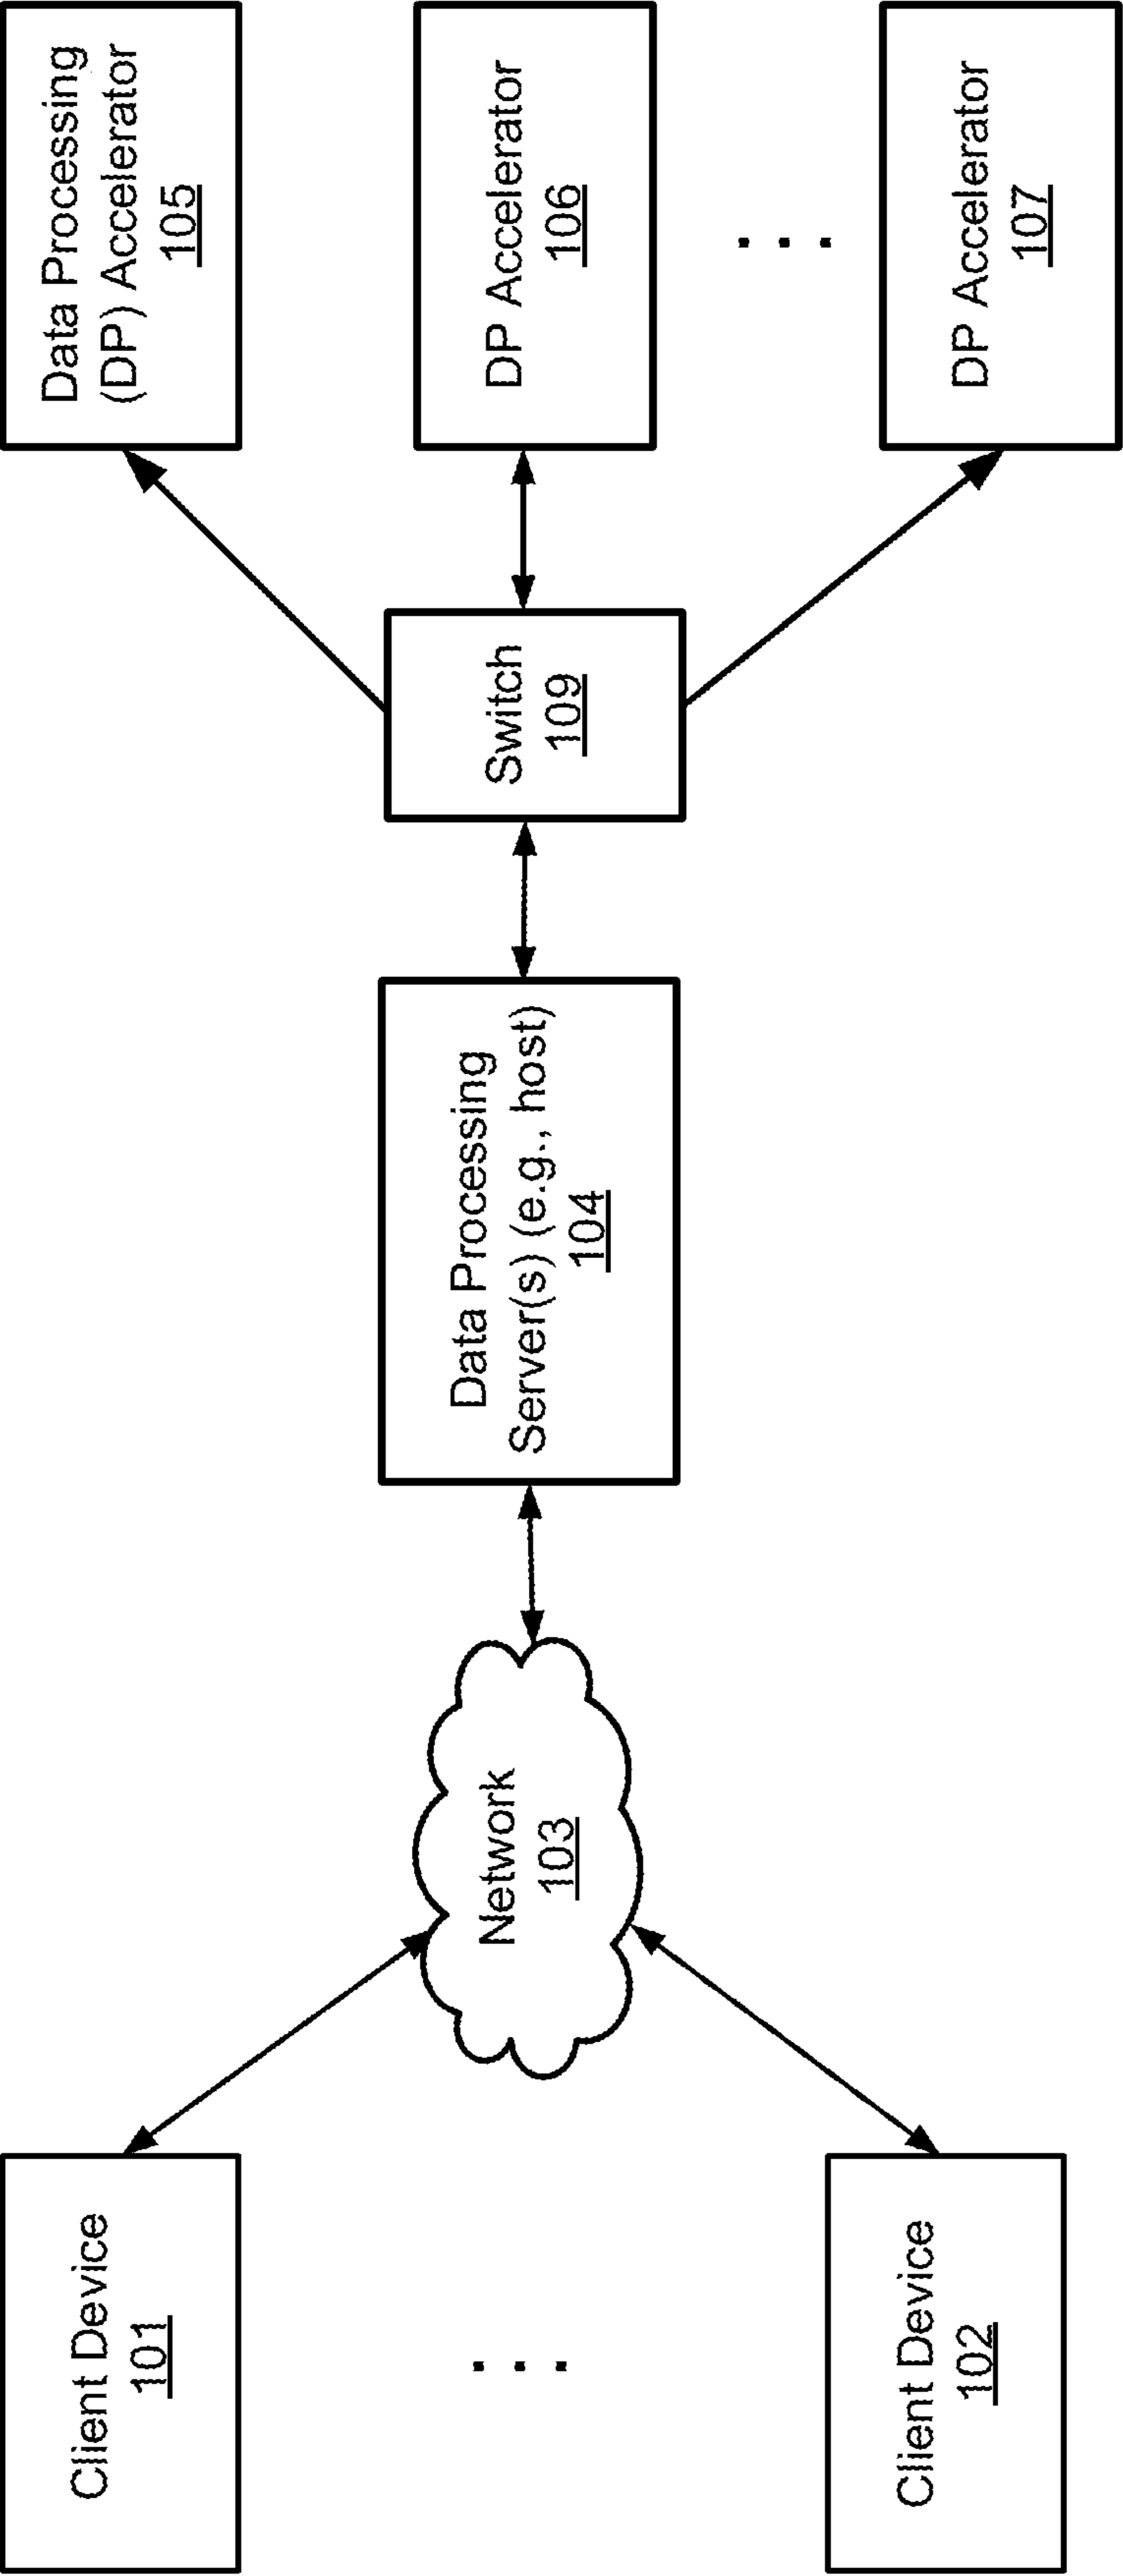 Client Device
101
Client Device
102
Network
103
Data Processing
Server(s) (e.g., host)
104
Switch
109
Data Processing
(DP) Accelerator
105
DP Accelerator
106
DP Accelerator
107